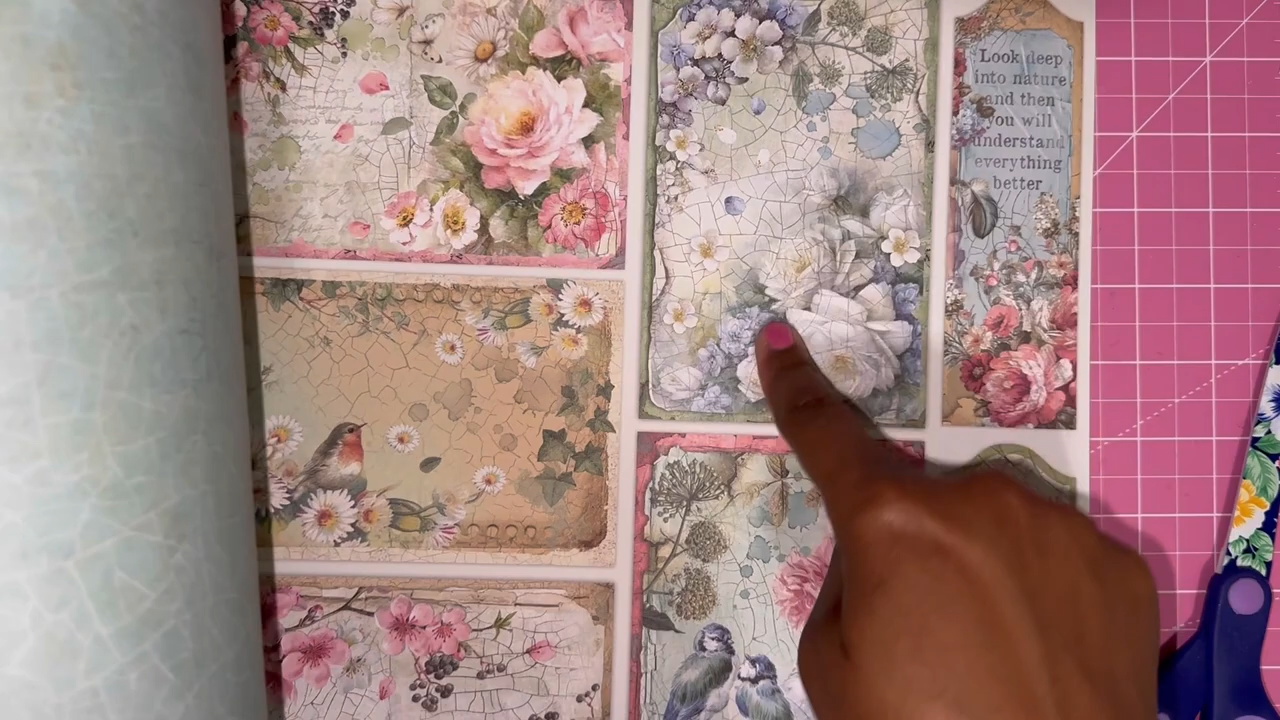 Look deep
into nature
and then
you will
understand
everything
better